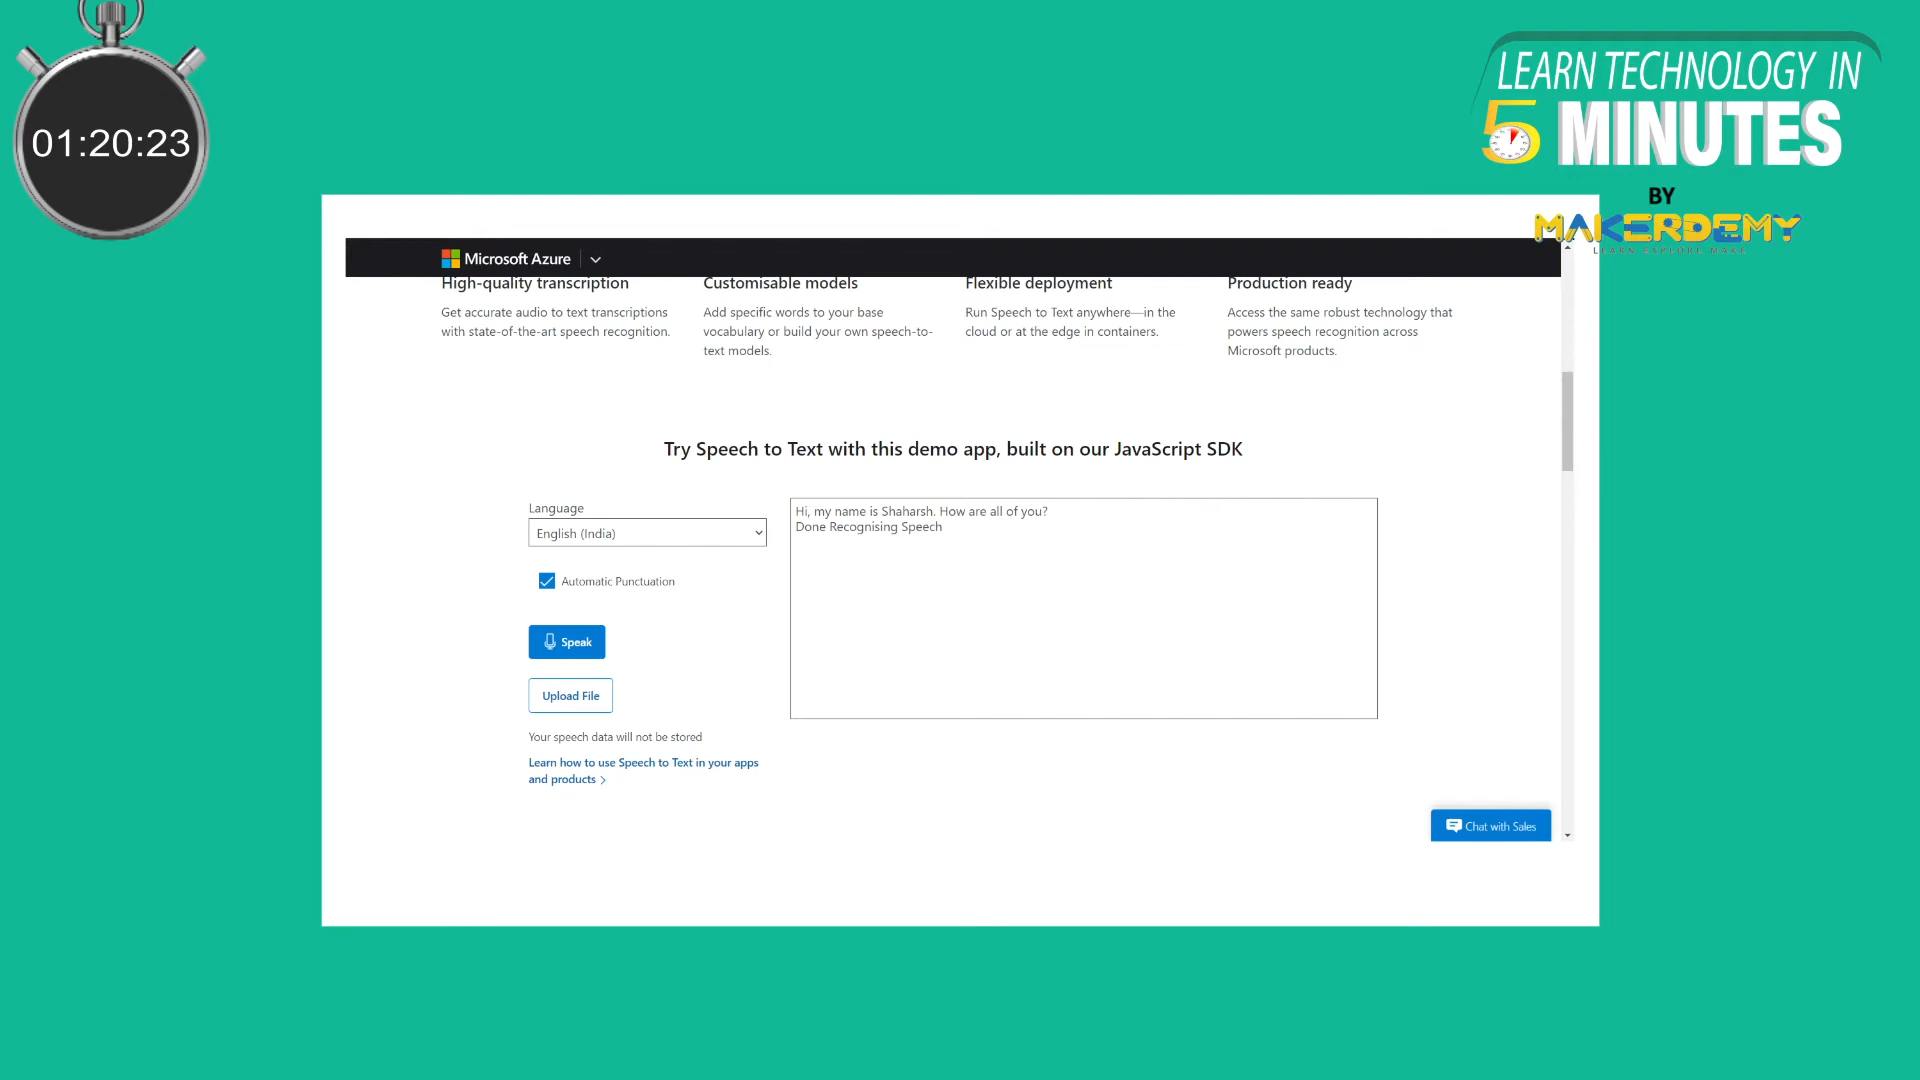 01:20:23
LEARN TECHNOLOGY IN
5 MINUTES
BY
MAKERDEMY
LEARN EXPLORE MAKE
Microsoft Azure
High-quality transcription
Get accurate audio to text transcriptions
with state-of-the-art speech recognition.
Customisable models
Add specific words to your base
vocabulary or build your own speech-to-
text models.
Flexible deployment
Run Speech to Text anywhere—in the
cloud or at the edge in containers.
Production ready
Access the same robust technology that
powers speech recognition across
Microsoft products.
Try Speech to Text with this demo app, built on our JavaScript SDK
Language
English (India)
Automatic Punctuation
Speak
Upload File
Your speech data will not be stored
Learn how to use Speech to Text in your apps
and products >
Hi, my name is Shaharsh. How are all of you?
Done Recognising Speech
Chat with Sales